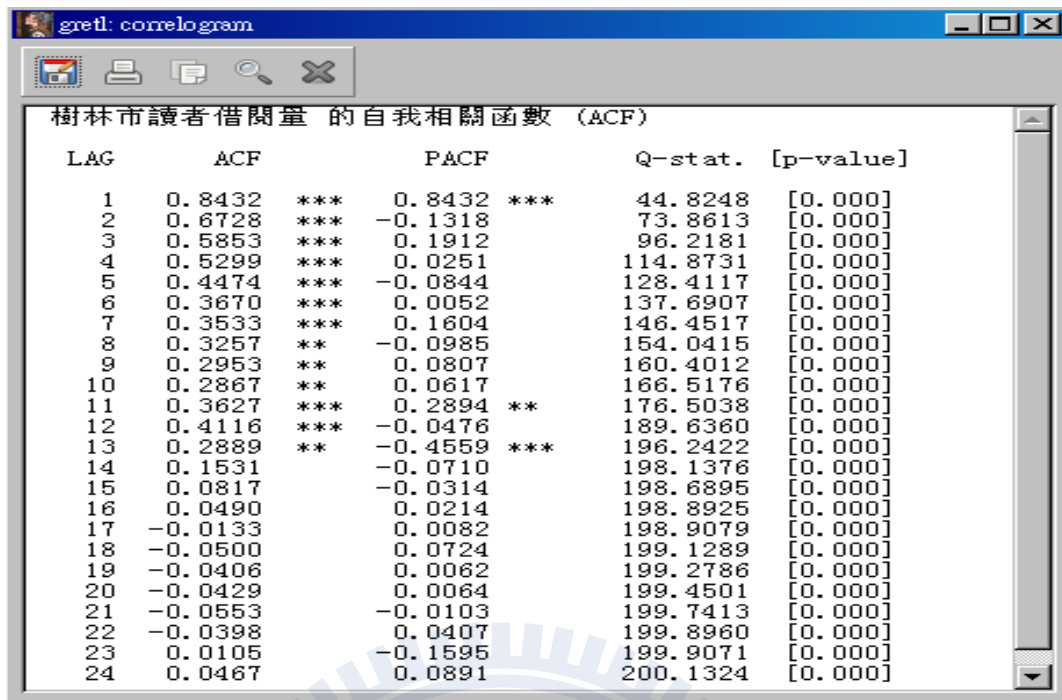 gretl: correlogram
樹林市讀者借閱量 的自我相關函數 (ACF)
LAG ACF PACF Q-stat. [p-value]
1 0.8432 *** 0.8432 *** 44.8248 [0.000]
2 0.6728 *** -0.1318 73.8613 [0.000]
3 0.5853 *** 0.1912 96.2181 [0.000]
4 0.5299 *** 0.0251 114.8731 [0.000]
5 0.4474 *** -0.0844 128.4117 [0.000]
6 0.3670 *** 0.0052 137.6907 [0.000]
7 0.3533 *** 0.1604 146.4517 [0.000]
8 0.3257 ** -0.0985 154.0415 [0.000]
9 0.2953 ** 0.0807 160.4012 [0.000]
10 0.2867 ** 0.0617 166.5176 [0.000]
11 0.3627 *** 0.2894 ** 176.5038 [0.000]
12 0.4116 *** -0.0476 189.6360 [0.000]
13 0.2889 ** -0.4559 *** 196.2422 [0.000]
14 0.1531 -0.0710 198.1376 [0.000]
15 0.0817 -0.0314 198.6895 [0.000]
16 0.0490 0.0214 198.8925 [0.000]
17 -0.0133 0.0082 198.9079 [0.000]
18 -0.0500 0.0724 199.1289 [0.000]
19 -0.0406 0.0062 199.2786 [0.000]
20 -0.0429 0.0064 199.4501 [0.000]
21 -0.0553 -0.0103 199.7413 [0.000]
22 -0.0398 0.0407 199.8960 [0.000]
23 0.0105 -0.1595 199.9071 [0.000]
24 0.0467 0.0891 200.1324 [0.000]